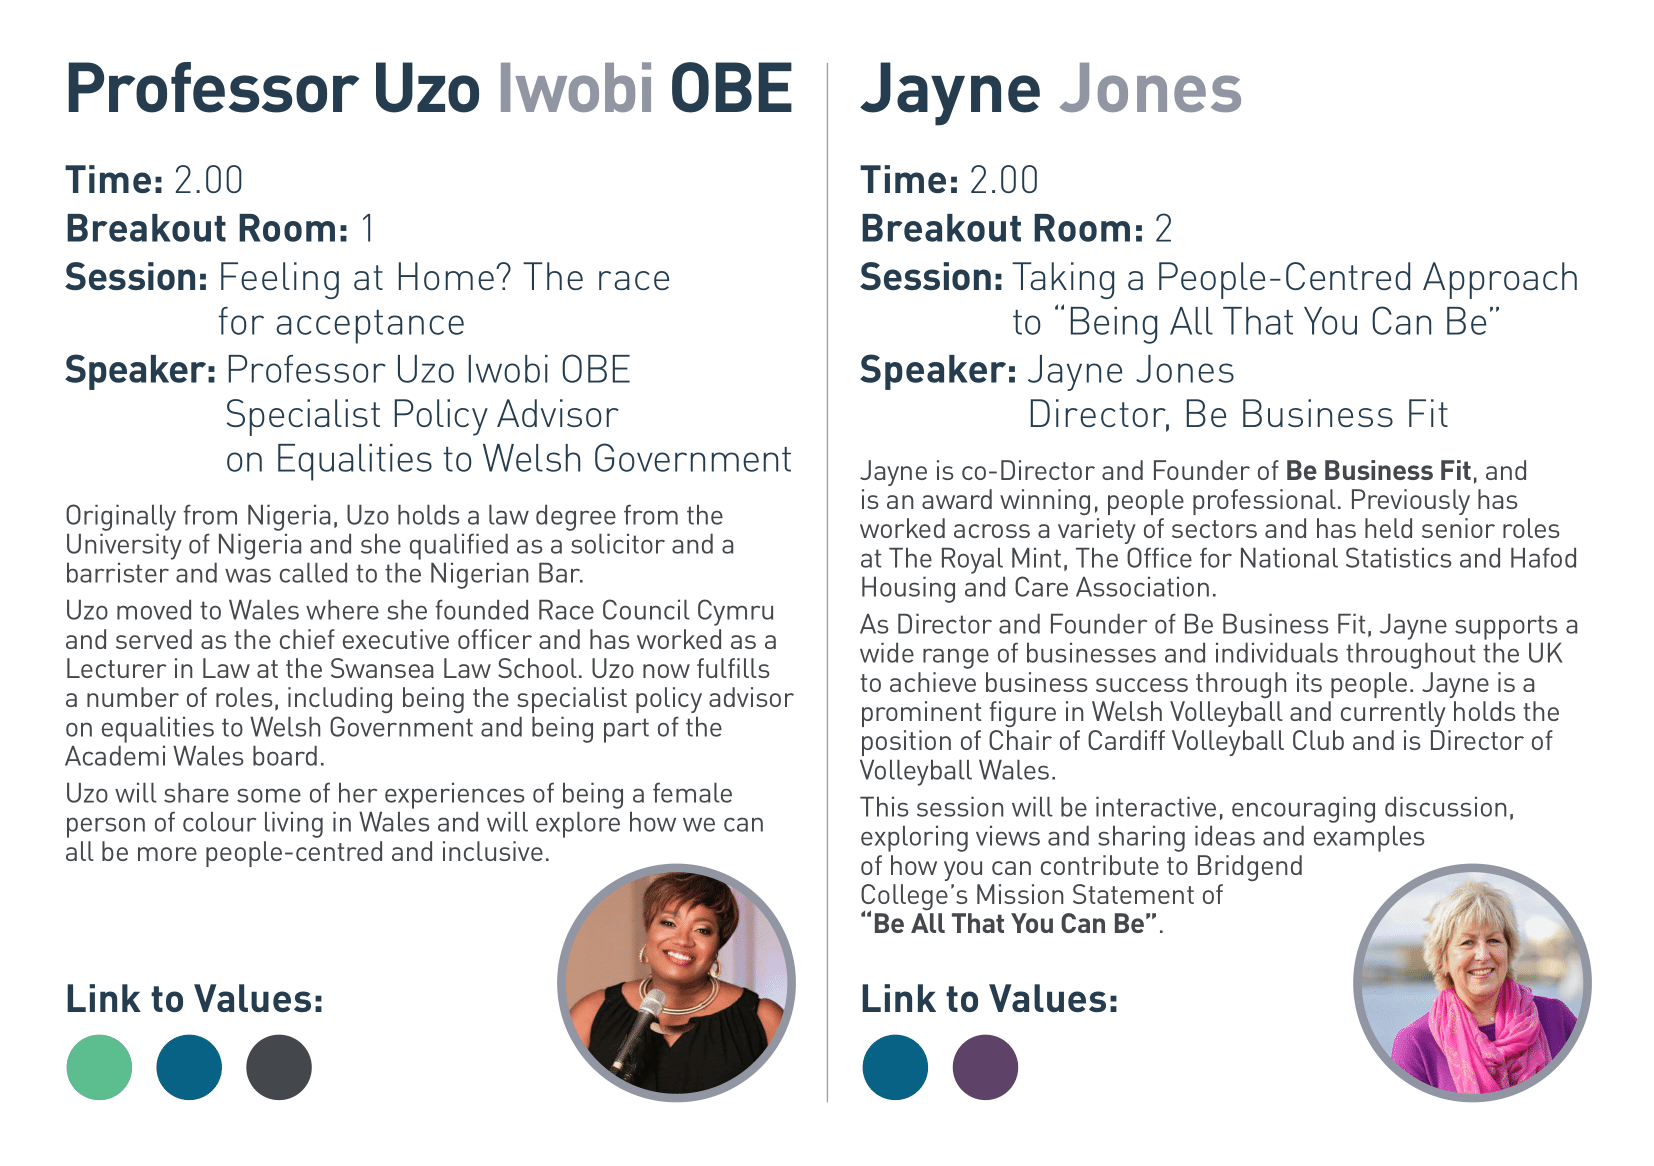 Professor Uzo Iwobi OBE
Time: 2.00
Breakout Room: 1
Session: Feeling at Home? The race
for acceptance
Speaker: Professor Uzo Iwobi OBE
Specialist Policy Advisor
on Equalities to Welsh Government
Originally from Nigeria, Uzo holds a law degree from the
University of Nigeria and she qualified as a solicitor and a
barrister and was called to the Nigerian Bar.
Uzo moved to Wales where she founded Race Council Cymru
and served as the chief executive officer and has worked as a
Lecturer in Law at the Swansea Law School. Uzo now fulfills
a number of roles, including being the specialist policy advisor
on equalities to Welsh Government and being part of the
Academi Wales board.
Uzo will share some of her experiences of being a female
person of colour living in Wales and will explore how we can
all be more people-centred and inclusive.
Link to Values:
Jayne Jones
Time: 2.00
Breakout Room: 2
Session: Taking a People-Centred Approach
to “Being All That You Can Be”
Speaker: Jayne Jones
Director, Be Business Fit
Jayne is co-Director and Founder of Be Business Fit, and
is an award winning, people professional. Previously has
worked across a variety of sectors and has held senior roles
at The Royal Mint, The Office for National Statistics and Hafod
Housing and Care Association.
As Director and Founder of Be Business Fit, Jayne supports a
wide range of businesses and individuals throughout the UK
to achieve business success through its people. Jayne is a
prominent figure in Welsh Volleyball and currently holds the
position of Chair of Cardiff Volleyball Club and is Director of
Volleyball Wales.
This session will be interactive, encouraging discussion,
exploring views and sharing ideas and examples
of how you can contribute to Bridgend
College’s Mission Statement of
“Be All That You Can Be”.
Link to Values: